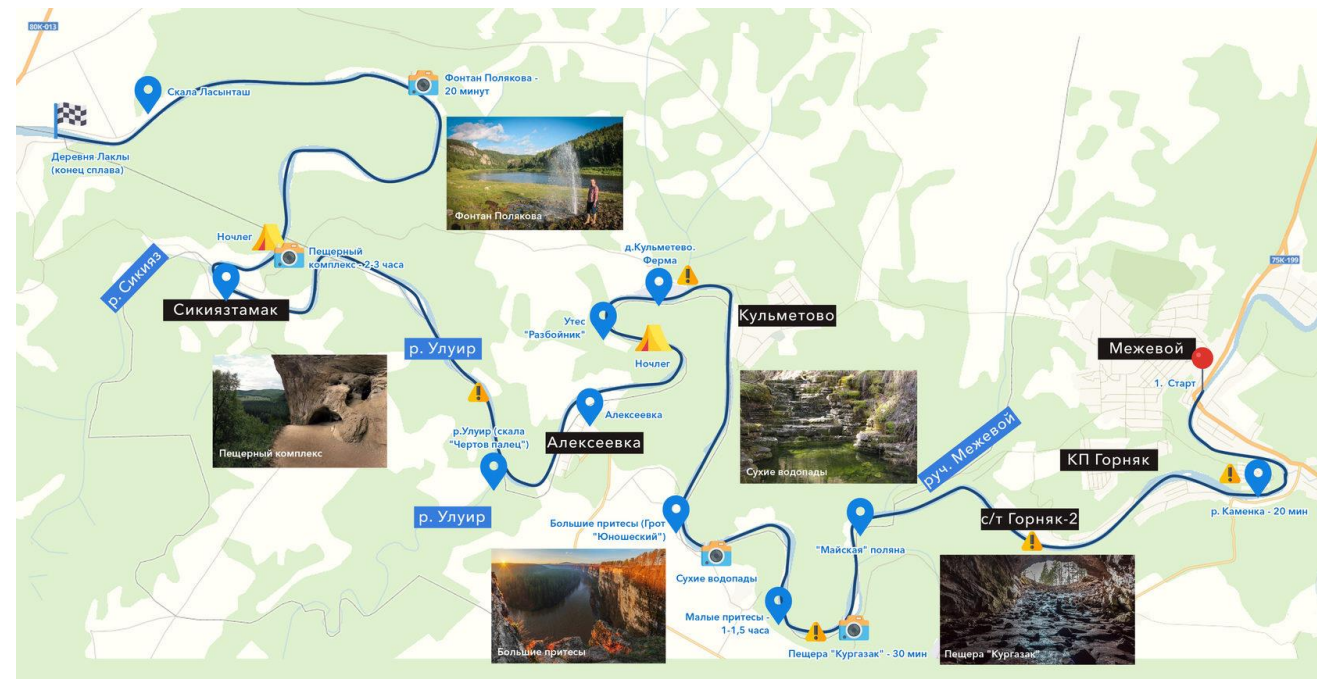 80К-013
Скала Ласынташ
Фонтан Полякова -
20 минут
Деревня Лаклы
(конец сплава)
Фонтан Полякова
Ночлег
Пещерный
комплекс - 2-3 часа
р. Сикияз
Сикиязтамак
д.Кульметево.
Ферма
75К-199
Утес
"Разбойник"
Кульметово
Ночлег
р. Улуир
Межевой
1. Старт
Пещерный комплекс
Алексеевка
р.Улуир (скала
"Чертов палец")
Алексеевка
Сухие водопады
руч. Межевой
КП Горняк
р. Каменка - 20 мин
р. Улуир
Большие притесы (Грот
"Юношеский")
с/т Горняк-2
"Майская" поляна
Сухие водопады
Малые притесы -
1-1,5 часа
Большие притесы
Пещера "Кургазак" - 30 мин
Пещера "Кургазак"